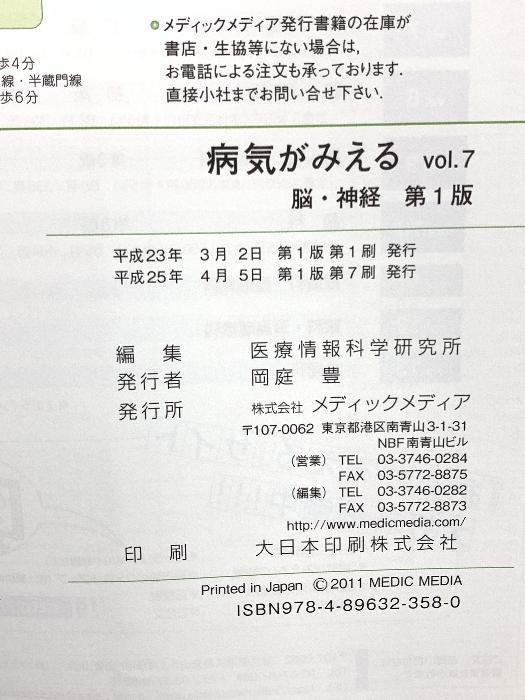 メディックメディア発行書籍の在庫が
書店・生協等にない場合は,
お電話による注文も承っております.
直接小社までお問い合せ下さい.
歩4分
線・半蔵門線
歩6分
病気がみえる vol.7
脳・神経 第1版
平成23年 3月 2日 第1版 第1刷 発行
平成25年 4月 5日 第1版 第7刷 発行
編 集 医療情報科学研究所
発行者 岡庭 豊
発行所 株式会社 メディックメディア
〒107-0062 東京都港区南青山3-1-31
NBF南青山ビル
(営業) TEL 03-3746-0284
FAX 03-5772-8875
(編集) TEL 03-3746-0282
FAX 03-5772-8873
http://www.medicmedia.com/
印 刷 大日本印刷株式会社
Printed in Japan ©2011 MEDIC MEDIA
ISBN978-4-89632-358-0